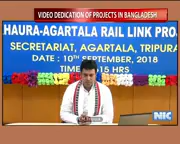 VIDEO DEDICATION OF PROJECTS IN BANGLADESH
HAURA-AGARTALA RAIL LINK PRO
SECRETARIAT, AGARTALA, TRIPURA
DATE : 10TH SEPTEMBER, 2018
TIME 15 HRS
NIC